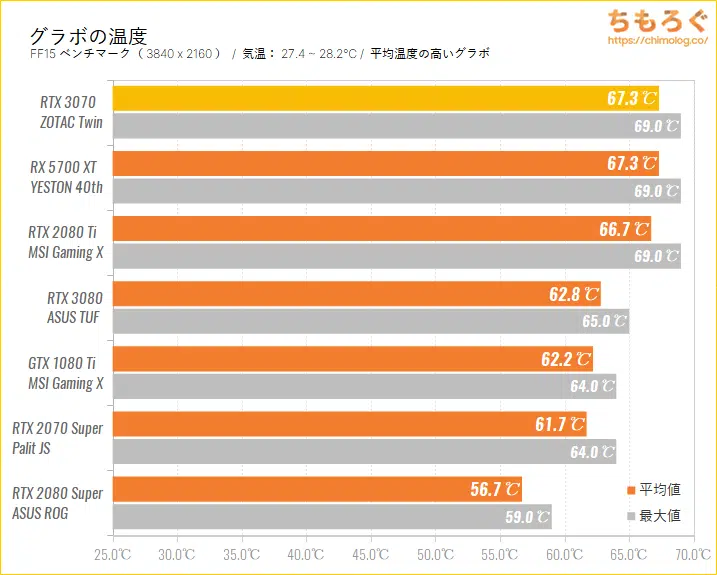 ちもろぐ
https://chimolog.co/
グラボの温度
FF15 ベンチマーク（ 3840 x 2160 ） / 気温： 27.4 ~ 28.2℃ / 平均温度の高いグラボ
RTX 3070
ZOTAC Twin
67.3 ℃
69.0 ℃
RX 5700 XT
YESTON 40th
67.3 ℃
69.0 ℃
RTX 2080 Ti
MSI Gaming X
66.7 ℃
69.0 ℃
RTX 3080
ASUS TUF
62.8 ℃
65.0 ℃
GTX 1080 Ti
MSI Gaming X
62.2 ℃
64.0 ℃
RTX 2070 Super
Palit JS
61.7 ℃
64.0 ℃
RTX 2080 Super
ASUS ROG
56.7 ℃
59.0 ℃
平均値
最大値
25.0℃ 30.0℃ 35.0℃ 40.0℃ 45.0℃ 50.0℃ 55.0℃ 60.0℃ 65.0℃ 70.0℃